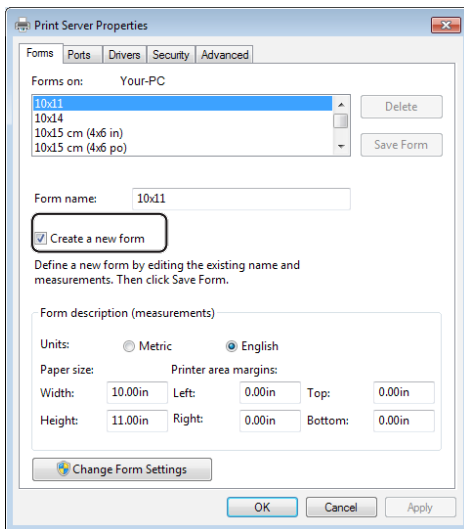 Print Server Properties
Forms Ports Drivers Security Advanced
Forms on: Your-PC
10x11
10x14
10x15 cm (4x6 in)
10x15 cm (4x6 po)
Delete
Save Form
Form name: 10x11
Create a new form
Define a new form by editing the existing name and
measurements. Then click Save Form.
Form description (measurements)
Units: Metric English
Paper size: Printer area margins:
Width: 10.00in Left: 0.00in Top: 0.00in
Height: 11.00in Right: 0.00in Bottom: 0.00in
Change Form Settings
OK Cancel Apply